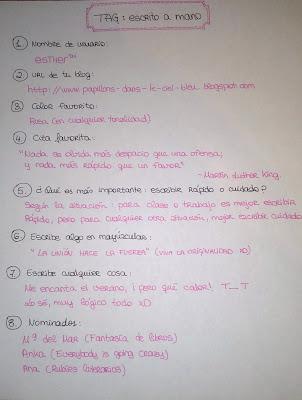 TAG: escrito a mano
1 Nombre de usuario:
esther™
2 URL de tu blog:
http://www.papillons-dans-le-ciel-bleu.blogspot.com
3 Color favorito:
Rosa (en cualquier tonalidad)
4 Cita favorita:
"Nada se olvida más despacio que una ofensa;
y nada más rápido que un favor"
- Martin Luther King.
5. ¿Qué es más importante: escribir rápido o cuidado?
Según la situación: para clase o trabajo es mejor escribir
Rápido, pero para cualquier otra situación, mejor escribir cuidado
6 Escribe algo en mayúsculas:
"LA UNIÓN HACE LA FUERZA" (VIVA LA ORIGINALIDAD XD)
7 Escribe cualquier cosa:
Me encanta el verano, ¡pero qué calor! T_T
No sé, muy lógico todo xD
8. Nominados:
Mª del Mar (Fantasía de libros)
Anka (Everybody is going crazy)
Ana (Rubíes literarios)